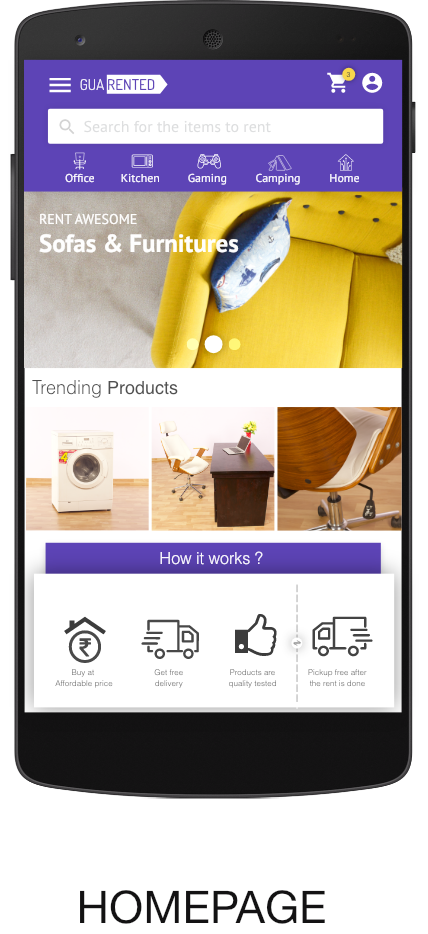 GUARENTED
3
Search for the items to rent
Office Kitchen Gaming Camping Home
RENT AWESOME
Sofas & Furnitures
Trending Products
How it works ?
₹
Buy at
Affordable price
Get free
delivery
Products are
quality tested
Pickup free after
the rent is done
HOMEPAGE